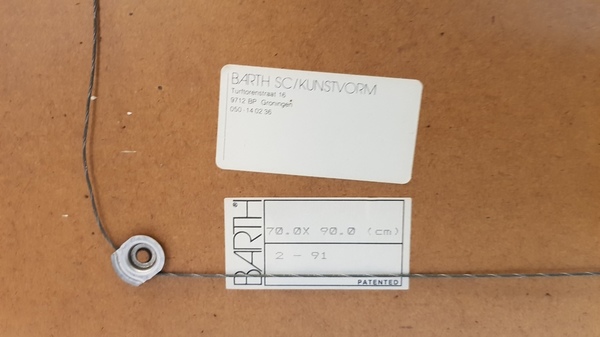 BARTH SC/KUNSTVORM
Turftorenstraat 16
9712 BP Groningen
050 14 02 36
BARTH®
70.0X 90.0 (cm)
2 - 91
PATENTED